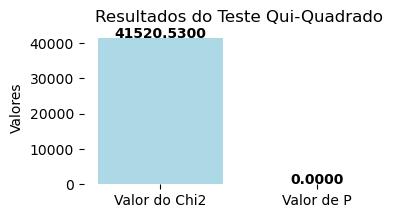 Resultados do Teste Qui-Quadrado
41520.5300
40000
30000
20000
10000
0
Valores
0.0000
Valor do Chi2
Valor de P